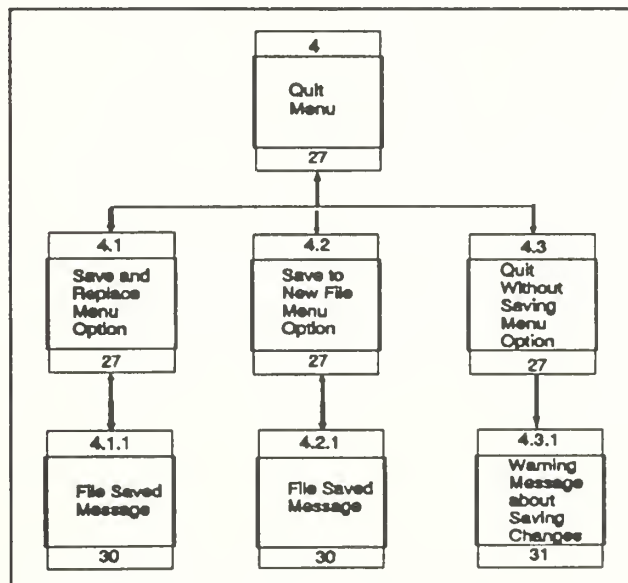 4
Quit
Menu
27
4.1
Save and
Replace
Menu
Option
27
4.2
Save to
New File
Menu
Option
27
4.3
Quit
Without
Saving
Menu
Option
27
4.1.1
File Saved
Message
30
4.2.1
File Saved
Message
30
4.3.1
Warning
Message
about
Saving
Changes
31